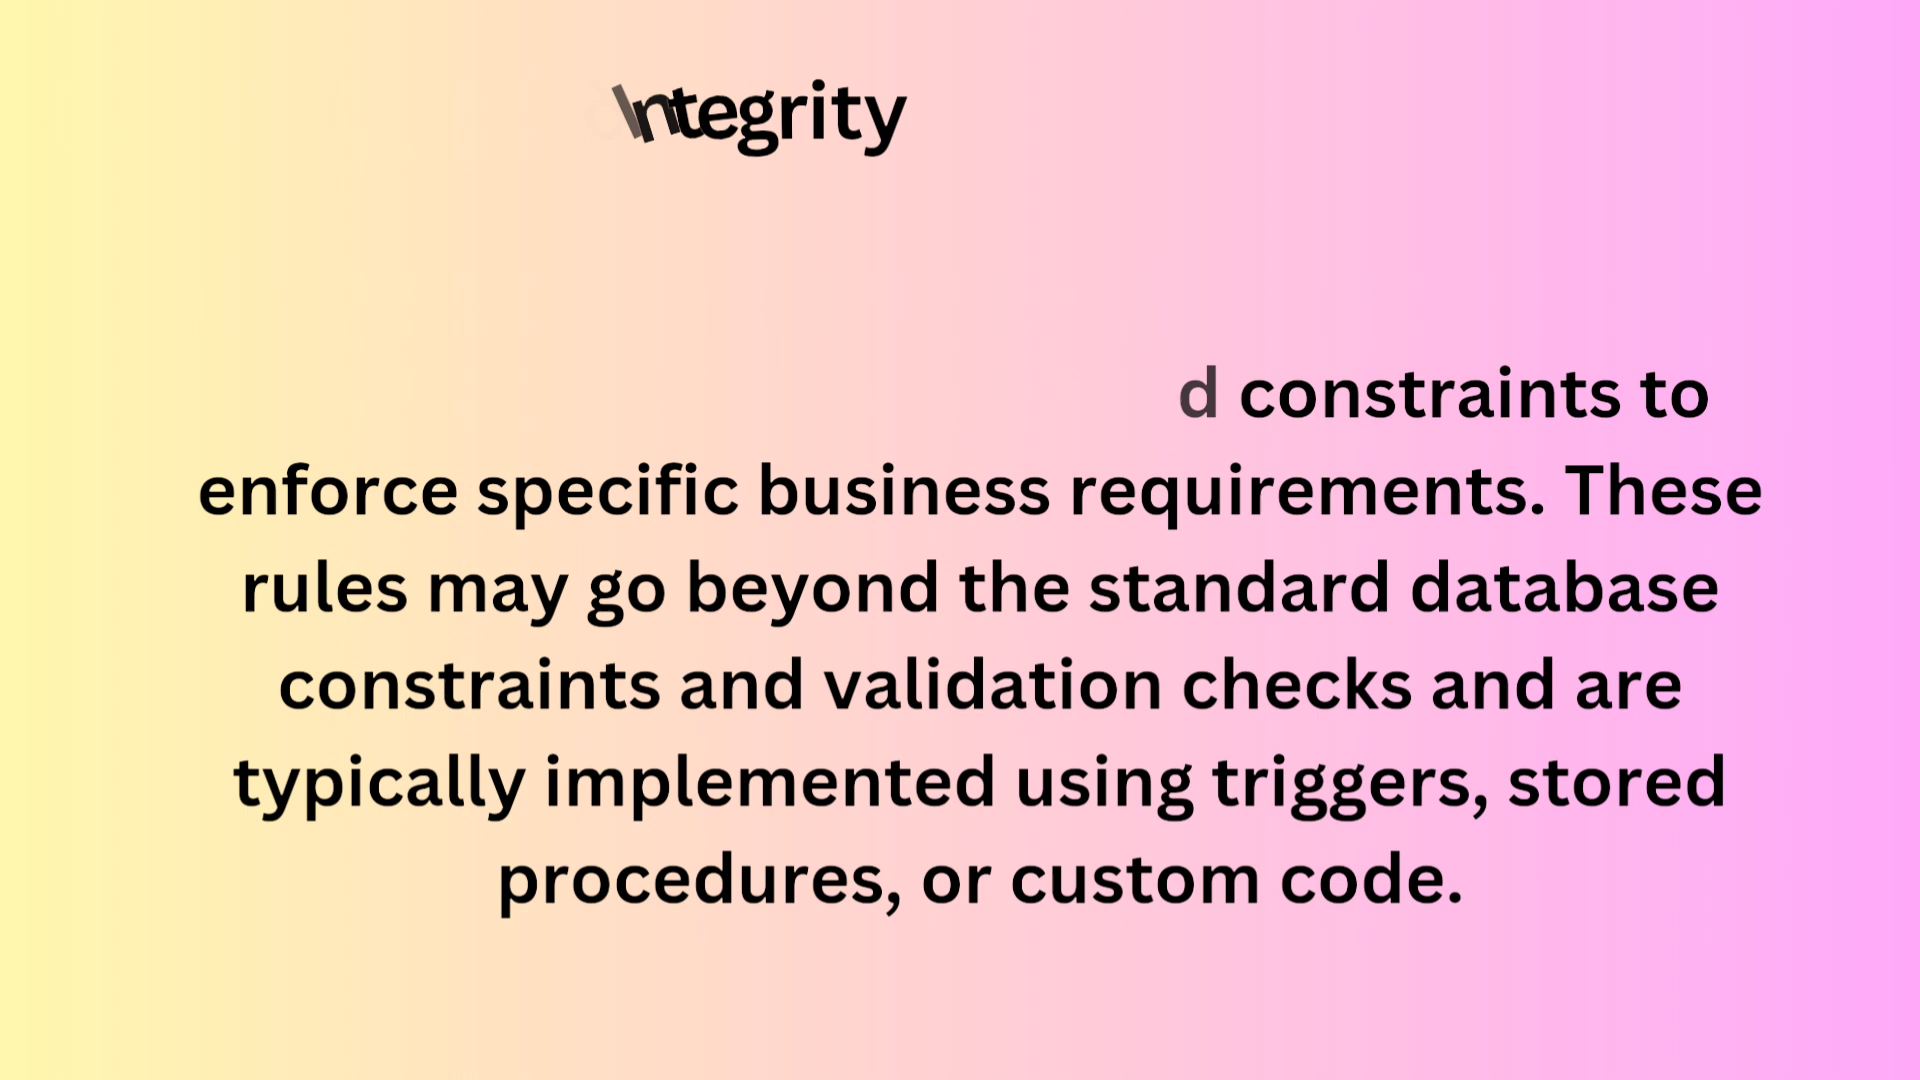 Integrity
d constraints to
enforce specific business requirements. These
rules may go beyond the standard database
constraints and validation checks and are
typically implemented using triggers, stored
procedures, or custom code.